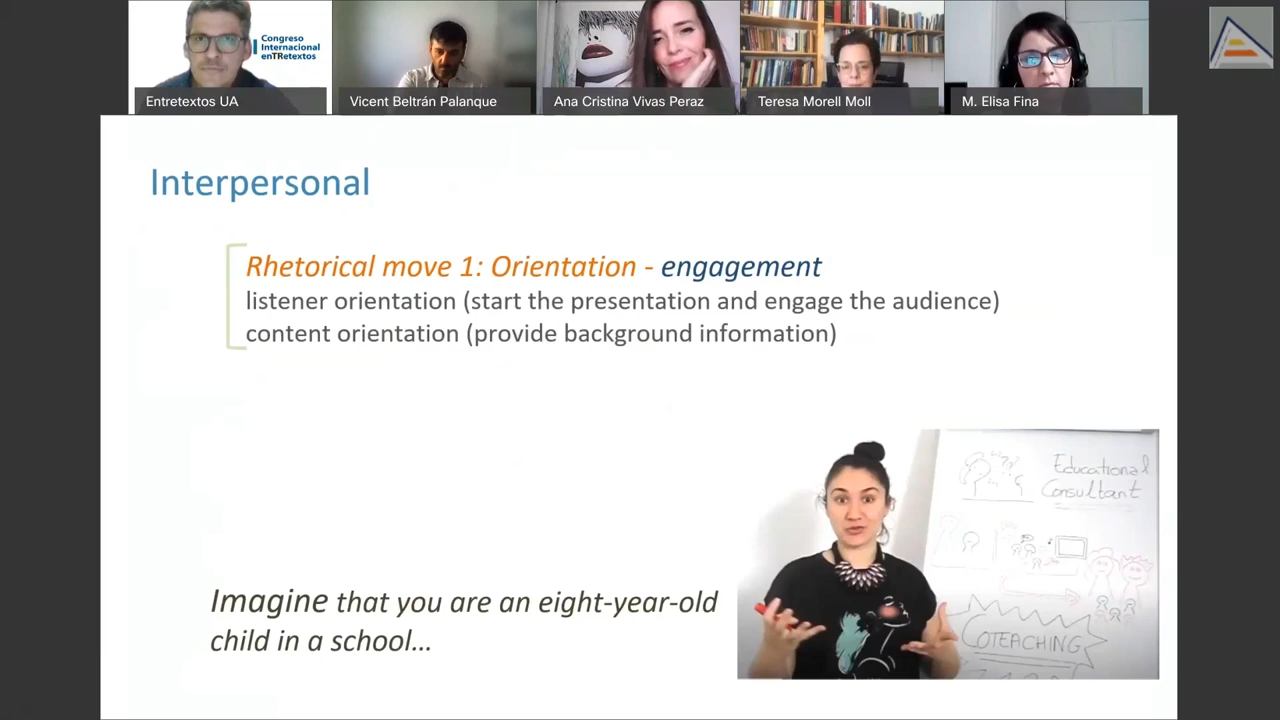 Congreso
Internacional
enTRetextos
Entretextos UA
Vicent Beltrán Palanque
Ana Cristina Vivas Peraz
Teresa Morell Moll
M. Elisa Fina
Interpersonal
Rhetorical move 1: Orientation - engagement
listener orientation (start the presentation and engage the audience)
content orientation (provide background information)
Educational
Consultant
COTEACHING
Imagine that you are an eight-year-old
child in a school...